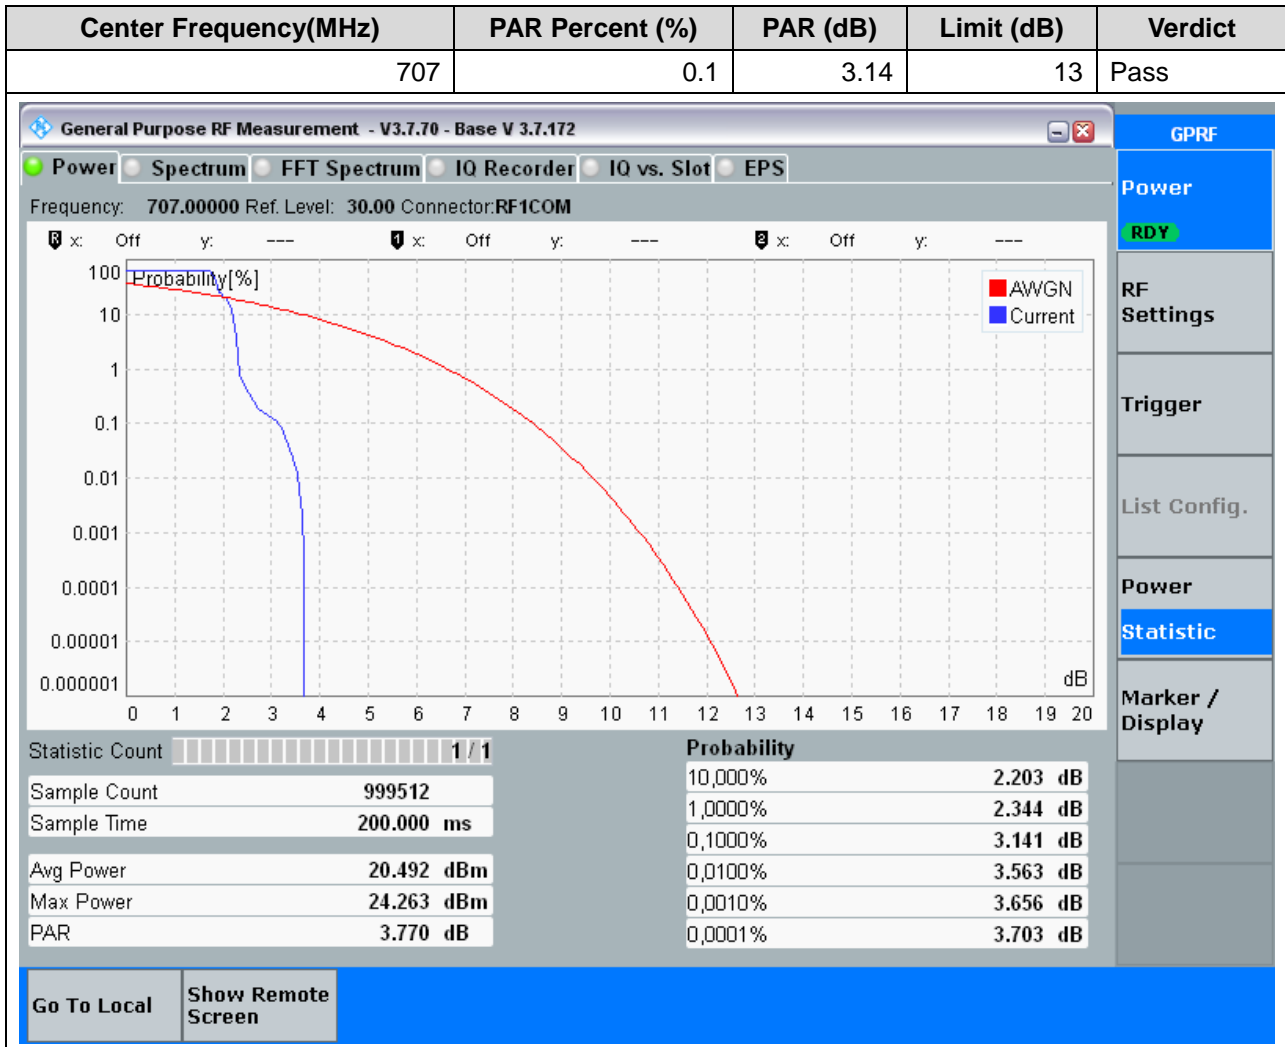 Center Frequency(MHz) PAR Percent (%) PAR (dB) Limit (dB) Verdict
707 0.1 3.14 13 Pass
General Purpose RF Measurement - V3.7.70 - Base V 3.7.172
GPRF
Power Spectrum FFT Spectrum IQ Recorder IQ vs. Slot EPS
Frequency: 707.00000 Ref. Level: 30.00 Connector:RF1COM
R x: Off y: --- 1 x: Off y: --- 2 x: Off y: ---
Probability[%]
AWGN
Current
100
10
1
0.1
0.01
0.001
0.0001
0.00001
0.000001
dB
0 1 2 3 4 5 6 7 8 9 10 11 12 13 14 15 16 17 18 19 20
Statistic Count 1 / 1
Sample Count 999512
Sample Time 200.000 ms
Avg Power 20.492 dBm
Max Power 24.263 dBm
PAR 3.770 dB
Probability
10,000% 2.203 dB
1,0000% 2.344 dB
0,1000% 3.141 dB
0,0100% 3.563 dB
0,0010% 3.656 dB
0,0001% 3.703 dB
Power
RDY
RF
Settings
Trigger
List Config.
Power
Statistic
Marker /
Display
Go To Local
Show Remote
Screen